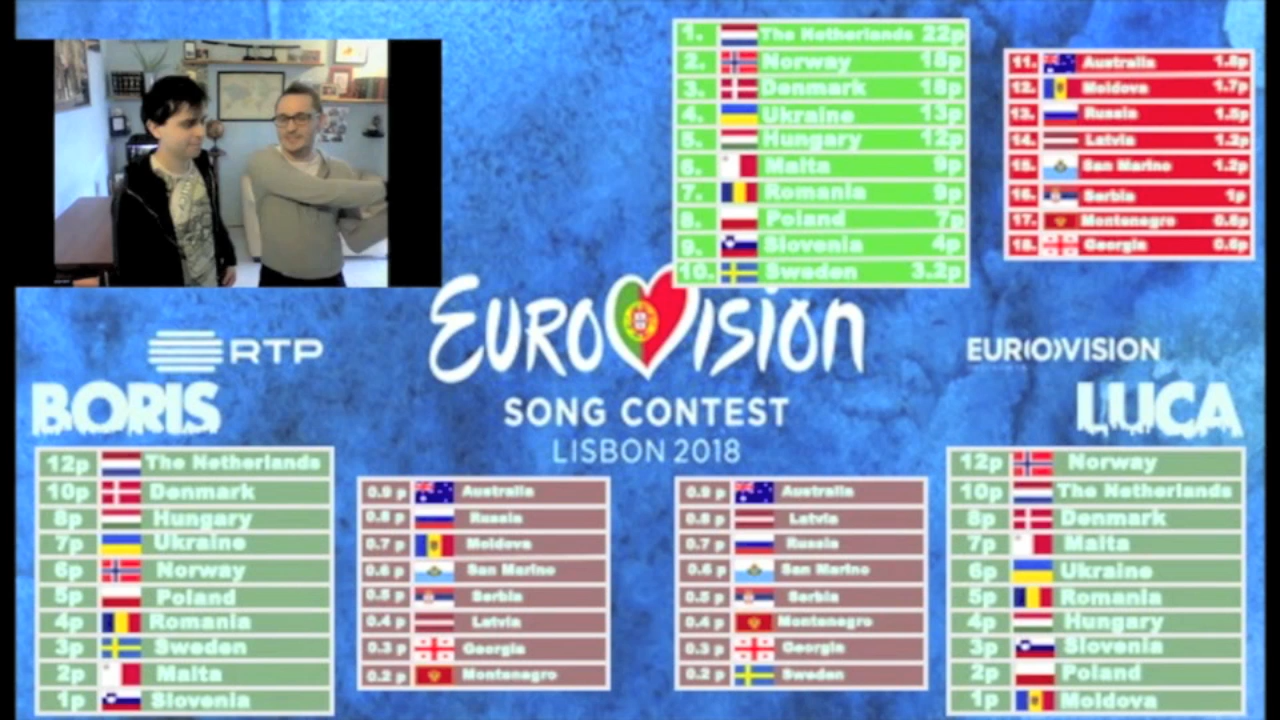 1. The Netherlands 22p
2. Norway 18p
3. Denmark 18p
4. Ukraine 13p
5. Hungary 12p
6. Malta 9p
7. Romania 9p
8. Poland 7p
9. Slovenia 4p
10. Sweden 3.2p
11. Australia 1.8p
12. Moldova 1.7p
13. Russia 1.5p
14. Latvia 1.2p
15. San Marino 1.2p
16. Serbia 1p
17. Montenegro 0.6p
18. Georgia 0.6p
EUROVISION
SONG CONTEST
LISBON 2018
RTP
EUR(O)VISION
BORIS
LUCA
12p The Netherlands
10p Denmark
8p Hungary
7p Ukraine
6p Norway
5p Poland
4p Romania
3p Sweden
2p Malta
1p Slovenia
0.9 p Australia
0.8 p Russia
0.7 p Moldova
0.6 p San Marino
0.5 p Serbia
0.4 p Latvia
0.3 p Georgia
0.2 p Montenegro
0.9 p Australia
0.8 p Latvia
0.7 p Russia
0.6 p San Marino
0.5 p Serbia
0.4 p Montenegro
0.3 p Georgia
0.2 p Sweden
12p Norway
10p The Netherlands
8p Denmark
7p Malta
6p Ukraine
5p Romania
4p Hungary
3p Slovenia
2p Poland
1p Moldova